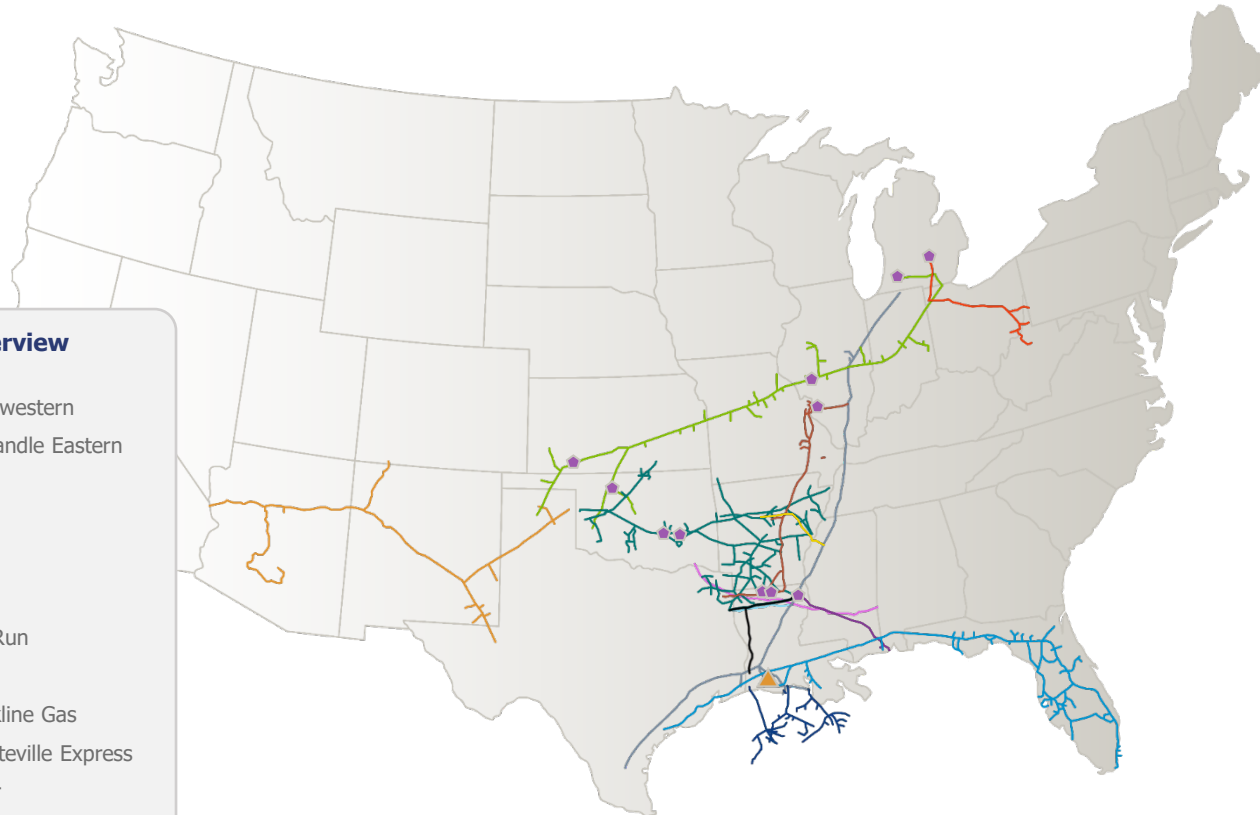 erview
western
andle Eastern
Run
line Gas
teville Express